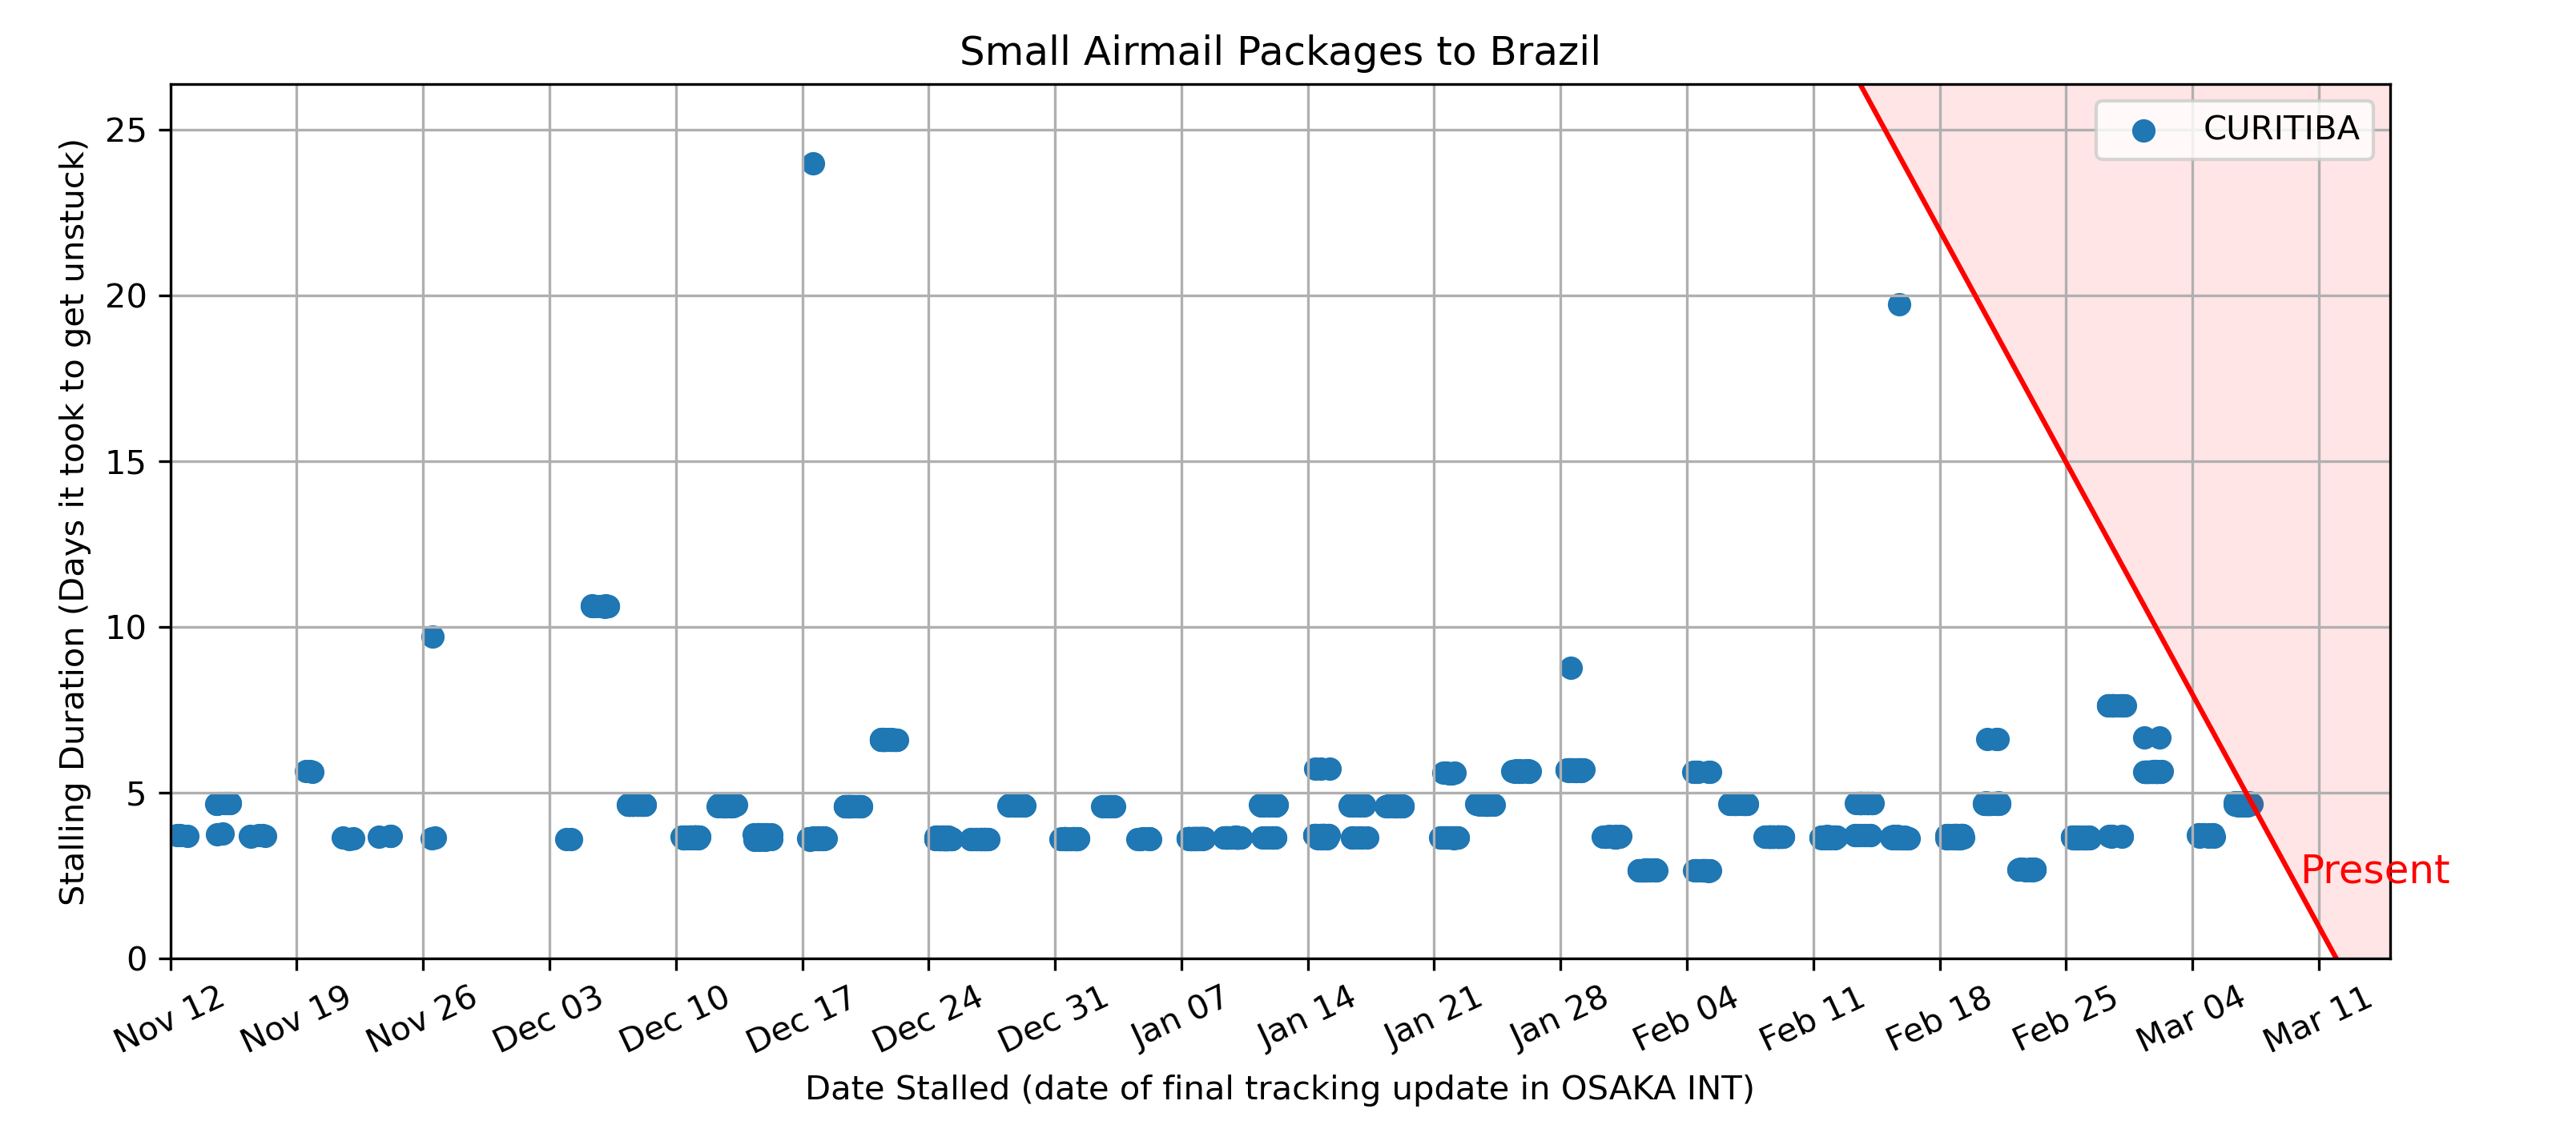 Small Airmail Packages to Brazil
Stalling Duration (Days it took to get unstuck)
25
20
15
10
5
0
CURITIBA
Present
Nov 12
Nov 19
Nov 26
Dec 03
Dec 10
Dec 17
Dec 24
Dec 31
Jan 07
Jan 14
Jan 21
Jan 28
Feb 04
Feb 11
Feb 18
Feb 25
Mar 04
Mar 11
Date Stalled (date of final tracking update in OSAKA INT)